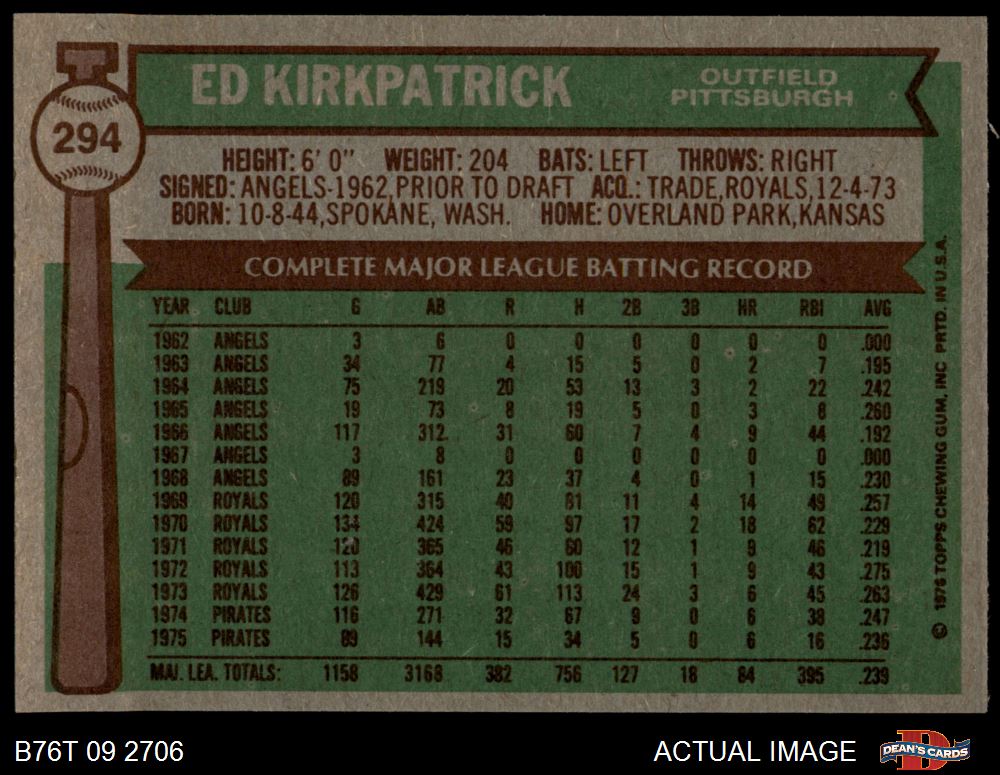 ED KIRKPATRICK
OUTFIELD
PITTSBURGH
294
HEIGHT: 6' 0" WEIGHT: 204 BATS: LEFT THROWS: RIGHT
SIGNED: ANGELS-1962, PRIOR TO DRAFT ACQ.: TRADE, ROYALS, 12-4-73
BORN: 10-8-44, SPOKANE, WASH. HOME: OVERLAND PARK, KANSAS
COMPLETE MAJOR LEAGUE BATTING RECORD
YEAR CLUB G AB R H 2B 3B HR RBI AVG
1962 ANGELS 3 6 0 0 0 0 0 0 .000
1963 ANGELS 34 77 4 15 5 0 2 7 .195
1964 ANGELS 75 219 20 53 13 3 2 22 .242
1965 ANGELS 19 73 8 19 5 0 3 8 .260
1966 ANGELS 117 312 31 60 7 4 9 44 .192
1967 ANGELS 3 8 0 0 0 0 0 0 .000
1968 ANGELS 89 161 23 37 4 0 1 15 .230
1969 ROYALS 120 315 40 81 11 4 14 49 .257
1970 ROYALS 134 424 59 97 17 2 18 62 .229
1971 ROYALS 120 365 46 80 12 1 9 46 .219
1972 ROYALS 113 364 43 100 15 1 9 43 .275
1973 ROYALS 126 429 61 113 24 3 6 45 .263
1974 PIRATES 116 271 32 67 9 0 6 38 .247
1975 PIRATES 89 144 15 34 5 0 6 16 .236
MAJ. LEA. TOTALS: 1158 3168 382 756 127 18 84 395 .239
© 1976 TOPPS CHEWING GUM, INC PRTD. IN U.S.A.
B76T 09 2706
ACTUAL IMAGE
D
DEAN'S CARDS